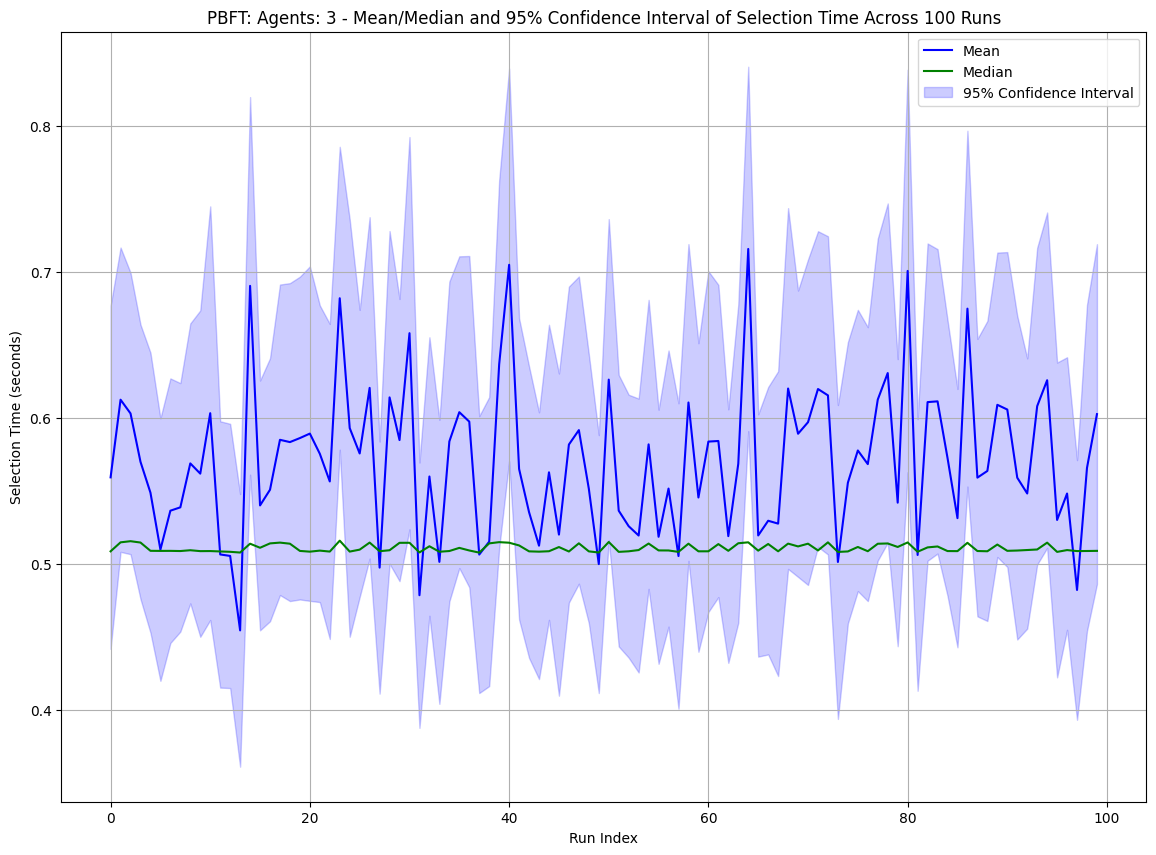 PBFT: Agents: 3 - Mean/Median and 95% Confidence Interval of Selection Time Across 100 Runs
Mean
Median
95% Confidence Interval
0.8
0.7
0.6
0.5
0.4
Selection Time (seconds)
0
20
40
60
80
100
Run Index